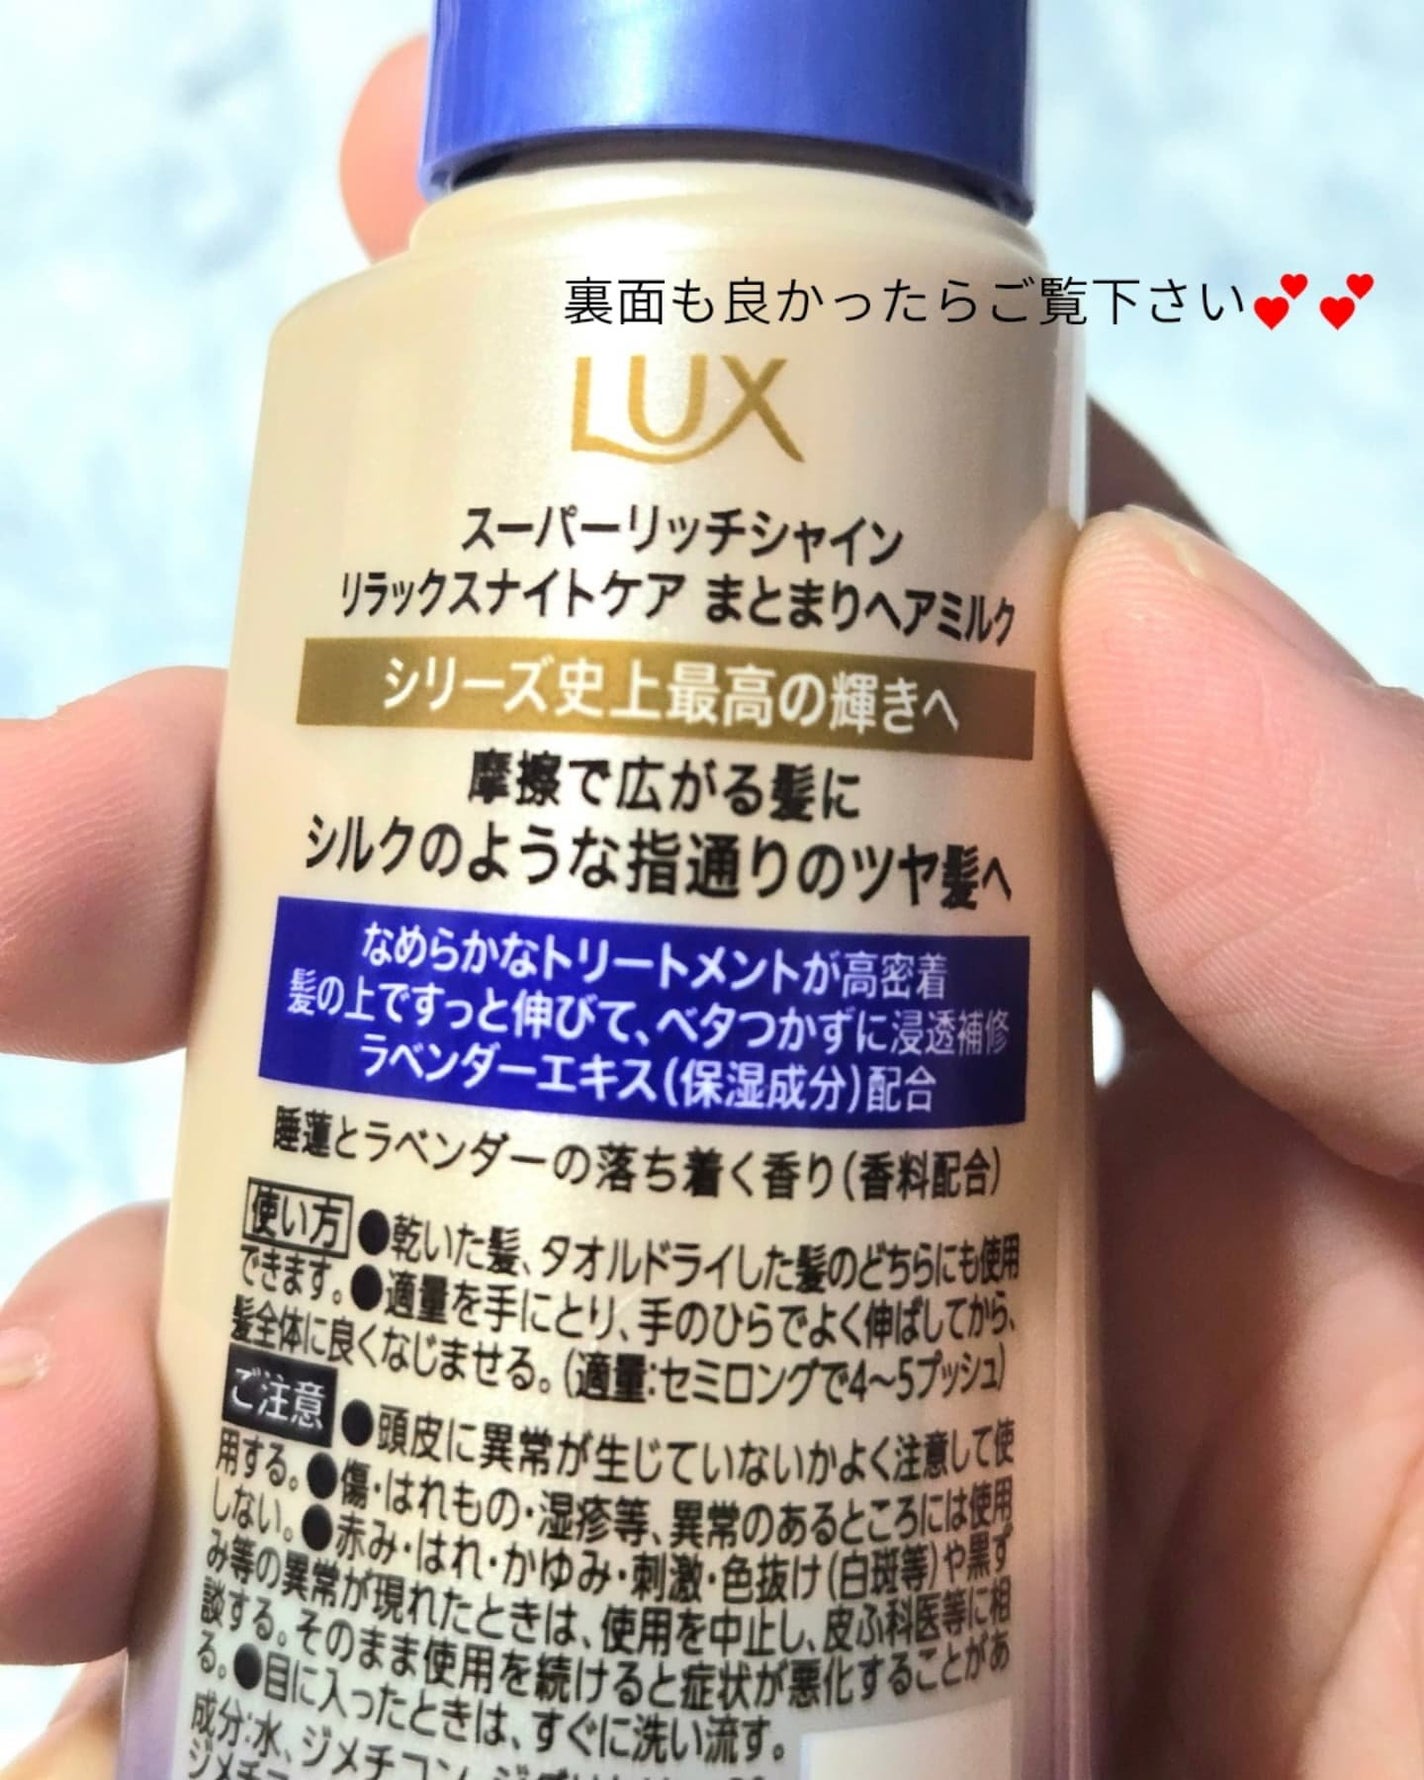 裏面も良かったらご覧下さい💕💕
LUX
スーパーリッチシャイン
リラックスナイトケア まとまりヘアミルク
シリーズ史上最高の輝きへ
摩擦で広がる髪に
シルクのような指通りのツヤ髪へ
なめらかなトリートメントが高密着
髪の上ですっと伸びて、ベタつかずに浸透補修
ラベンダーエキス(保湿成分)配合
睡蓮とラベンダーの落ち着く香り(香料配合)
使い方 ●乾いた髪、タオルドライした髪のどちらにも使用
できます。●適量を手にとり、手のひらでよく伸ばしてから、
髪全体に良くなじませる。(適量:セミロングで4〜5プッシュ)
ご注意 ●頭皮に異常が生じていないかよく注意して使
用する。●傷・はれもの・湿疹等、異常のあるところには使用
しない。●赤み・はれ・かゆみ・刺激・色抜け(白斑等)や黒ず
み等の異常が現れたときは、使用を中止し、皮ふ科医等に相
談する。そのまま使用を続けると症状が悪化することがあ
る。●目に入ったときは、すぐに洗い流す。
成分:水、ジメチコン、